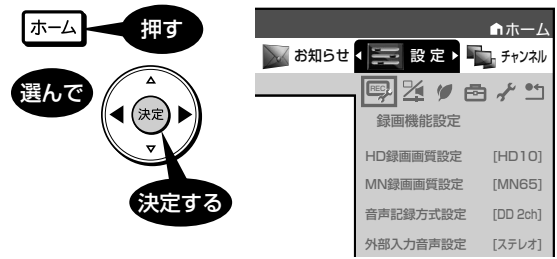 ホーム
押す
選んで
決定
決定する
ホーム
お知らせ
設定
チャンネル
REC
録画機能設定
HD録画画質設定 [HD10]
MN録画画質設定 [MN65]
音声記録方式設定 [DD 2ch]
外部入力音声設定 [ステレオ]